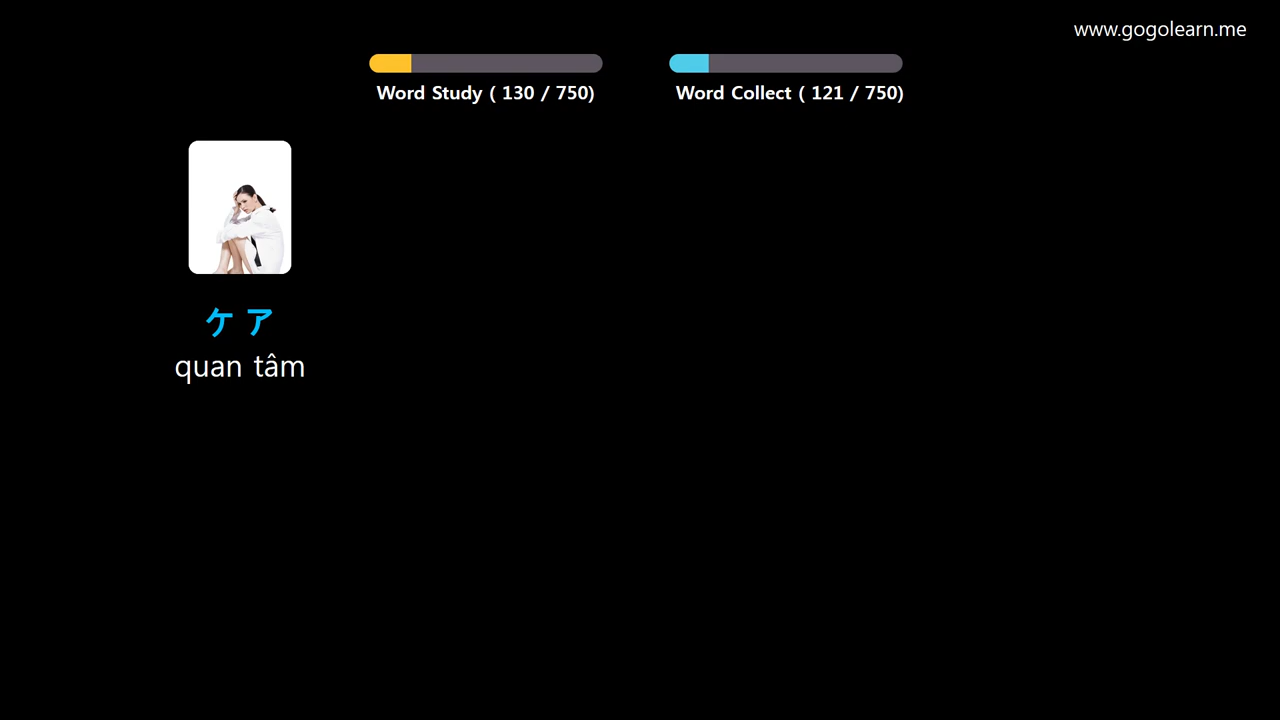 www.gogolearn.me
Word Study ( 130 / 750)
Word Collect ( 121 / 750)
ケ ア
quan tâm